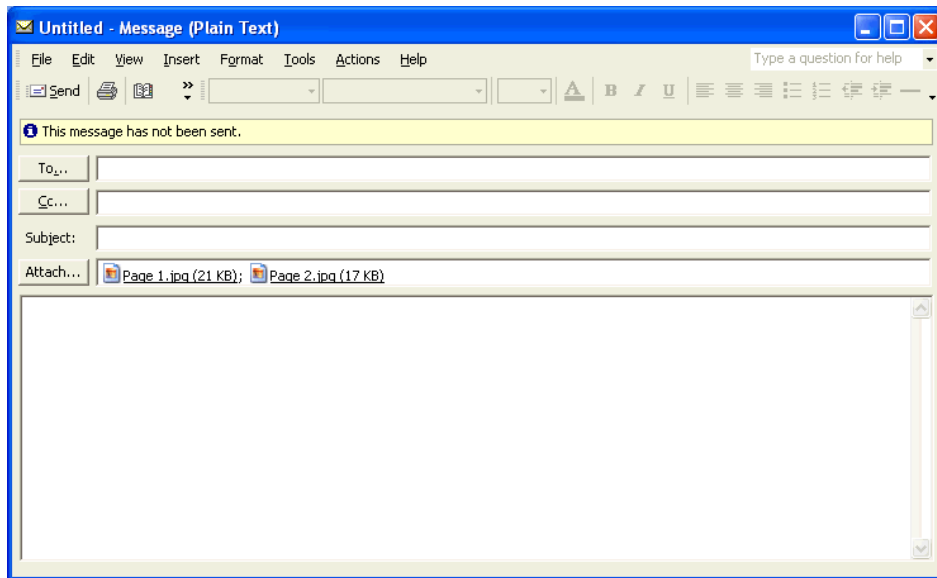 Untitled - Message (Plain Text)
File Edit View Insert Format Tools Actions Help Type a question for help
Send A B I U
This message has not been sent.
To...
Cc...
Subject:
Attach... Page 1.jpg (21 KB); Page 2.jpg (17 KB)